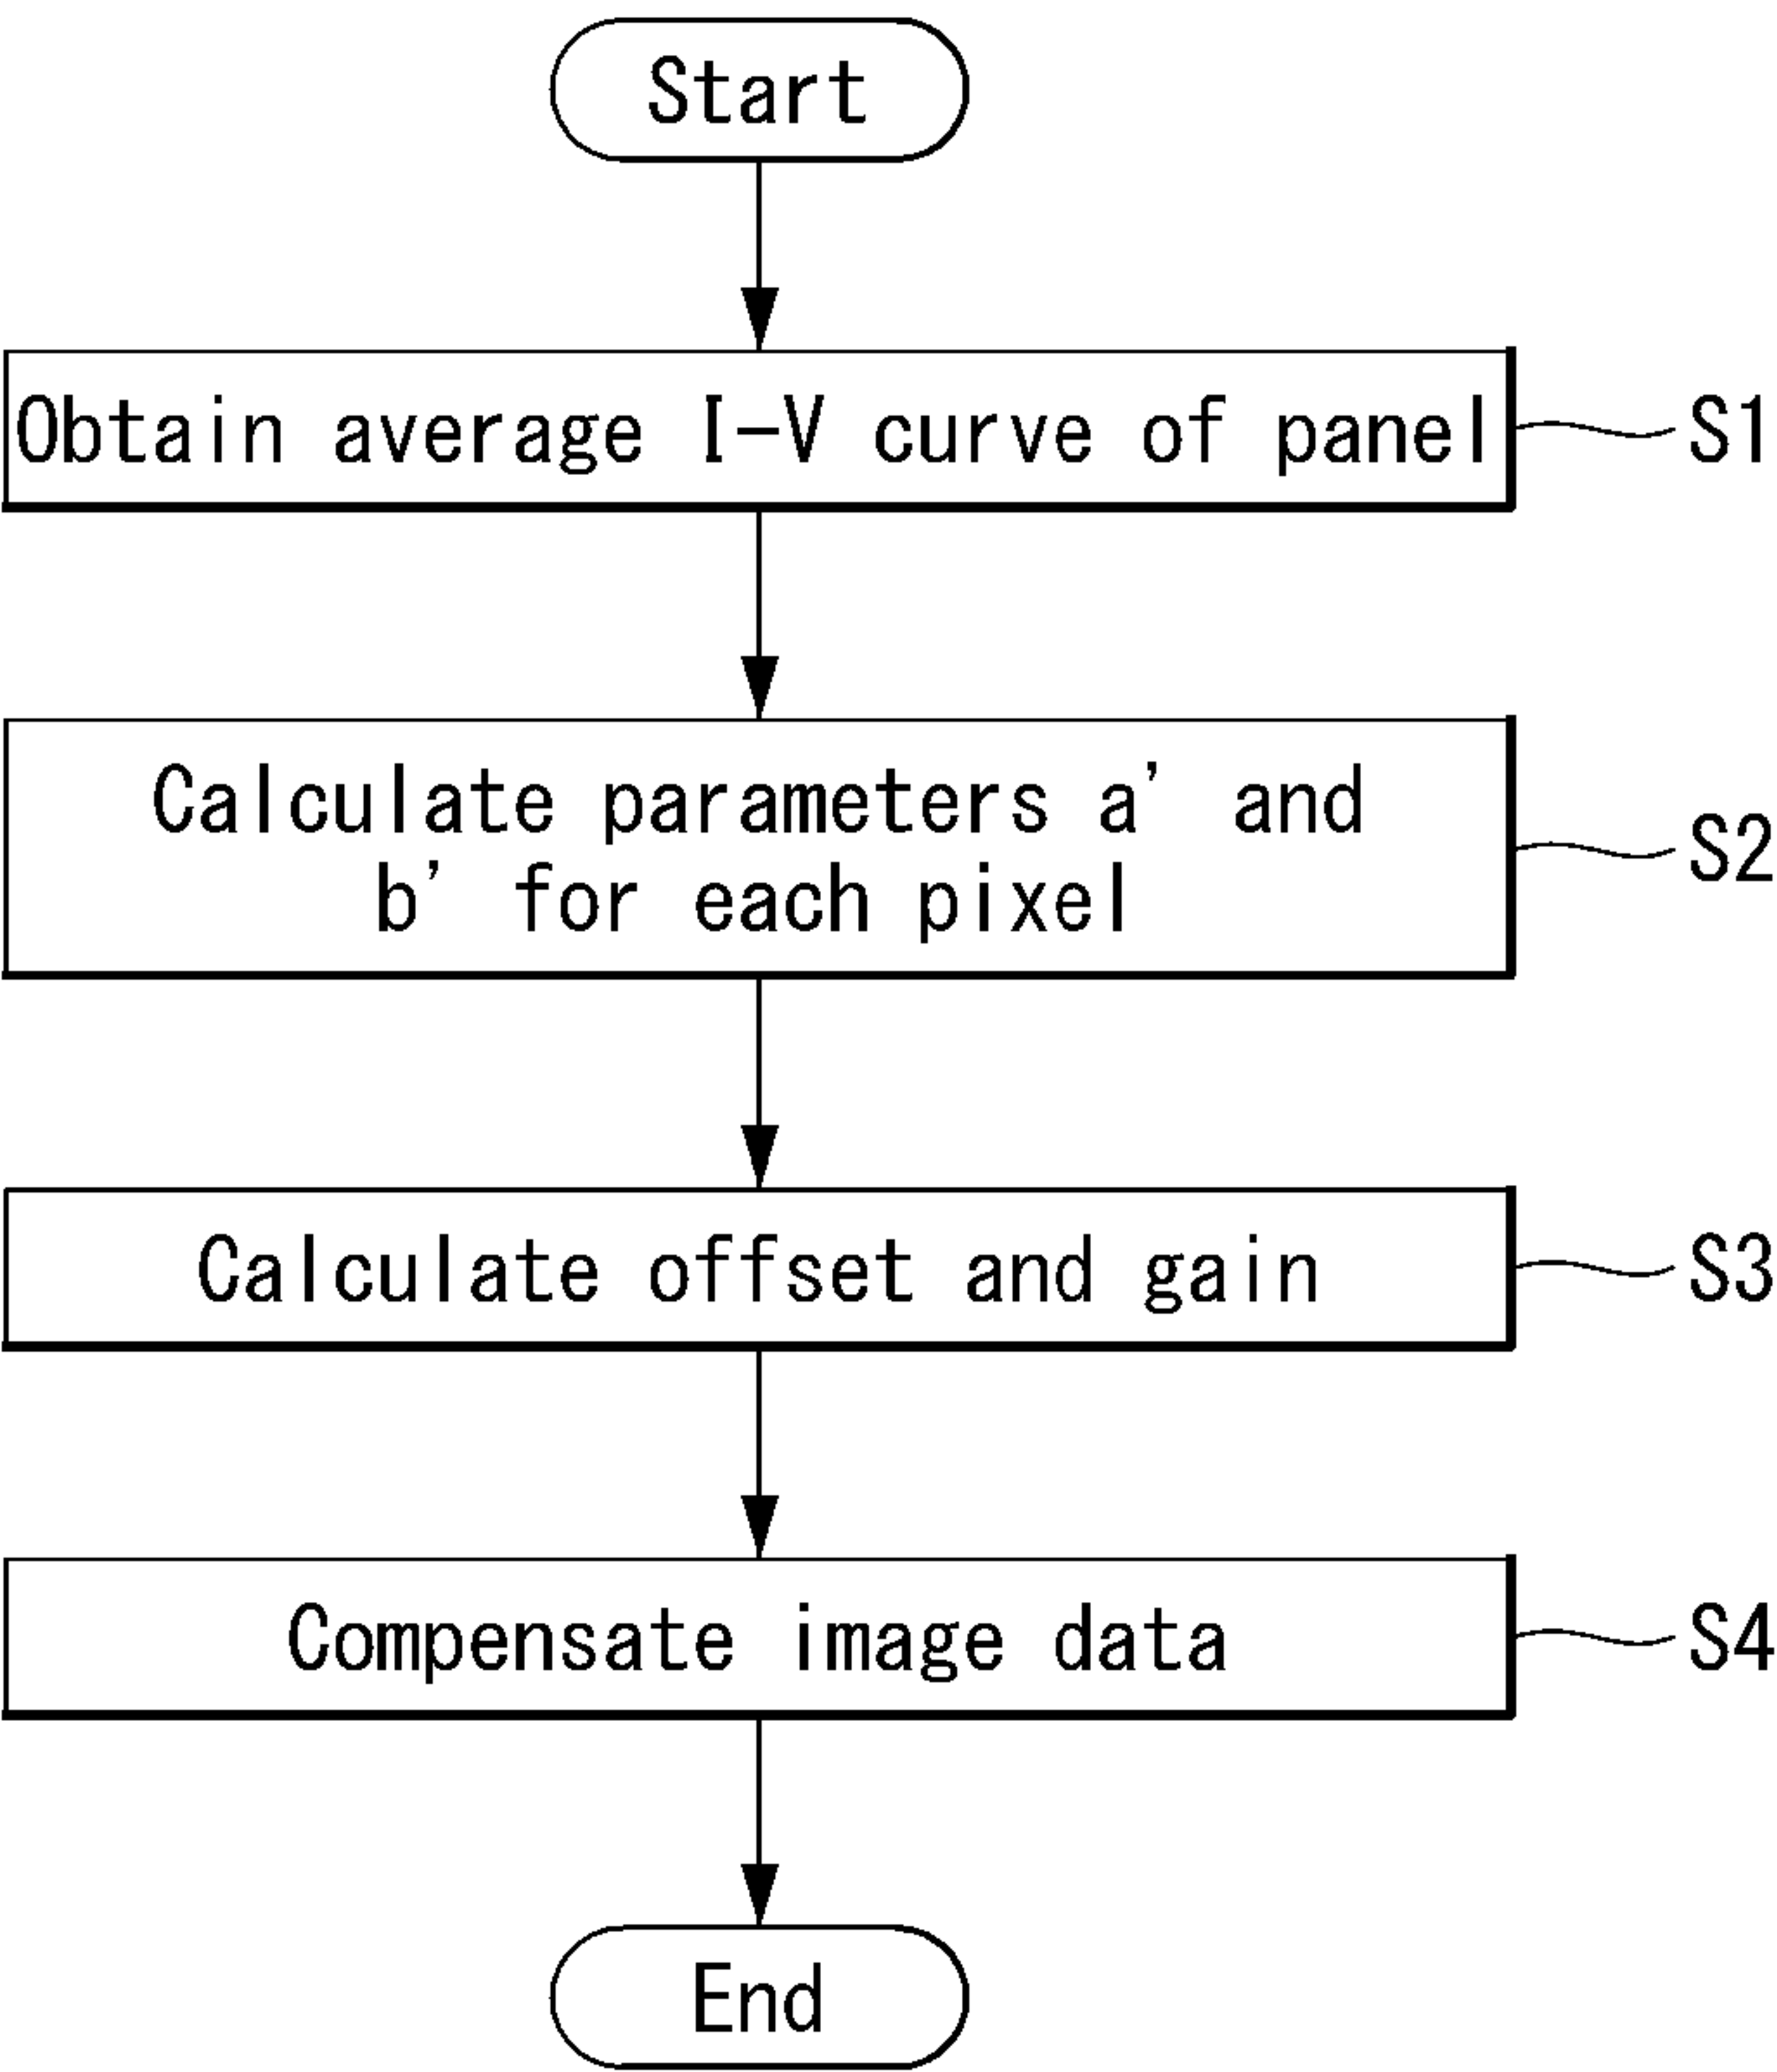 Start
Obtain average I-V curve of panel
S1
Calculate parameters a' and
b' for each pixel
S2
Calculate offset and gain
S3
Compensate image data
S4
End